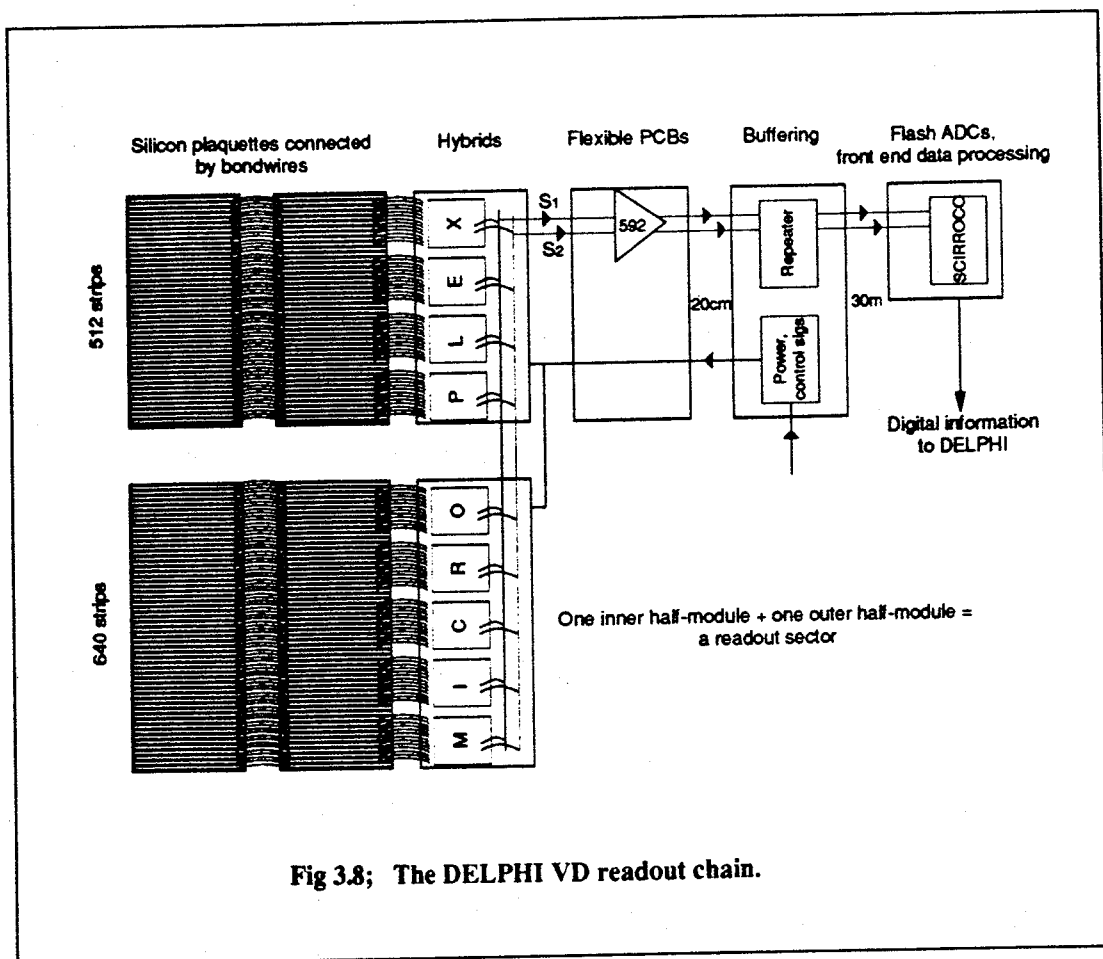 Silicon plaquettes connected
by bondwires
Hybrids
Flexible PCBs
Buffering
Flash ADCs,
front end data processing
512 strips
X
E
L
P
S1
S2
592
Repeater
SCIRROCC
20cm
30m
Power,
control sigs
Digital information
to DELPHI
640 strips
O
R
C
I
M
One inner half-module + one outer half-module =
a readout sector
Fig 3.8; The DELPHI VD readout chain.